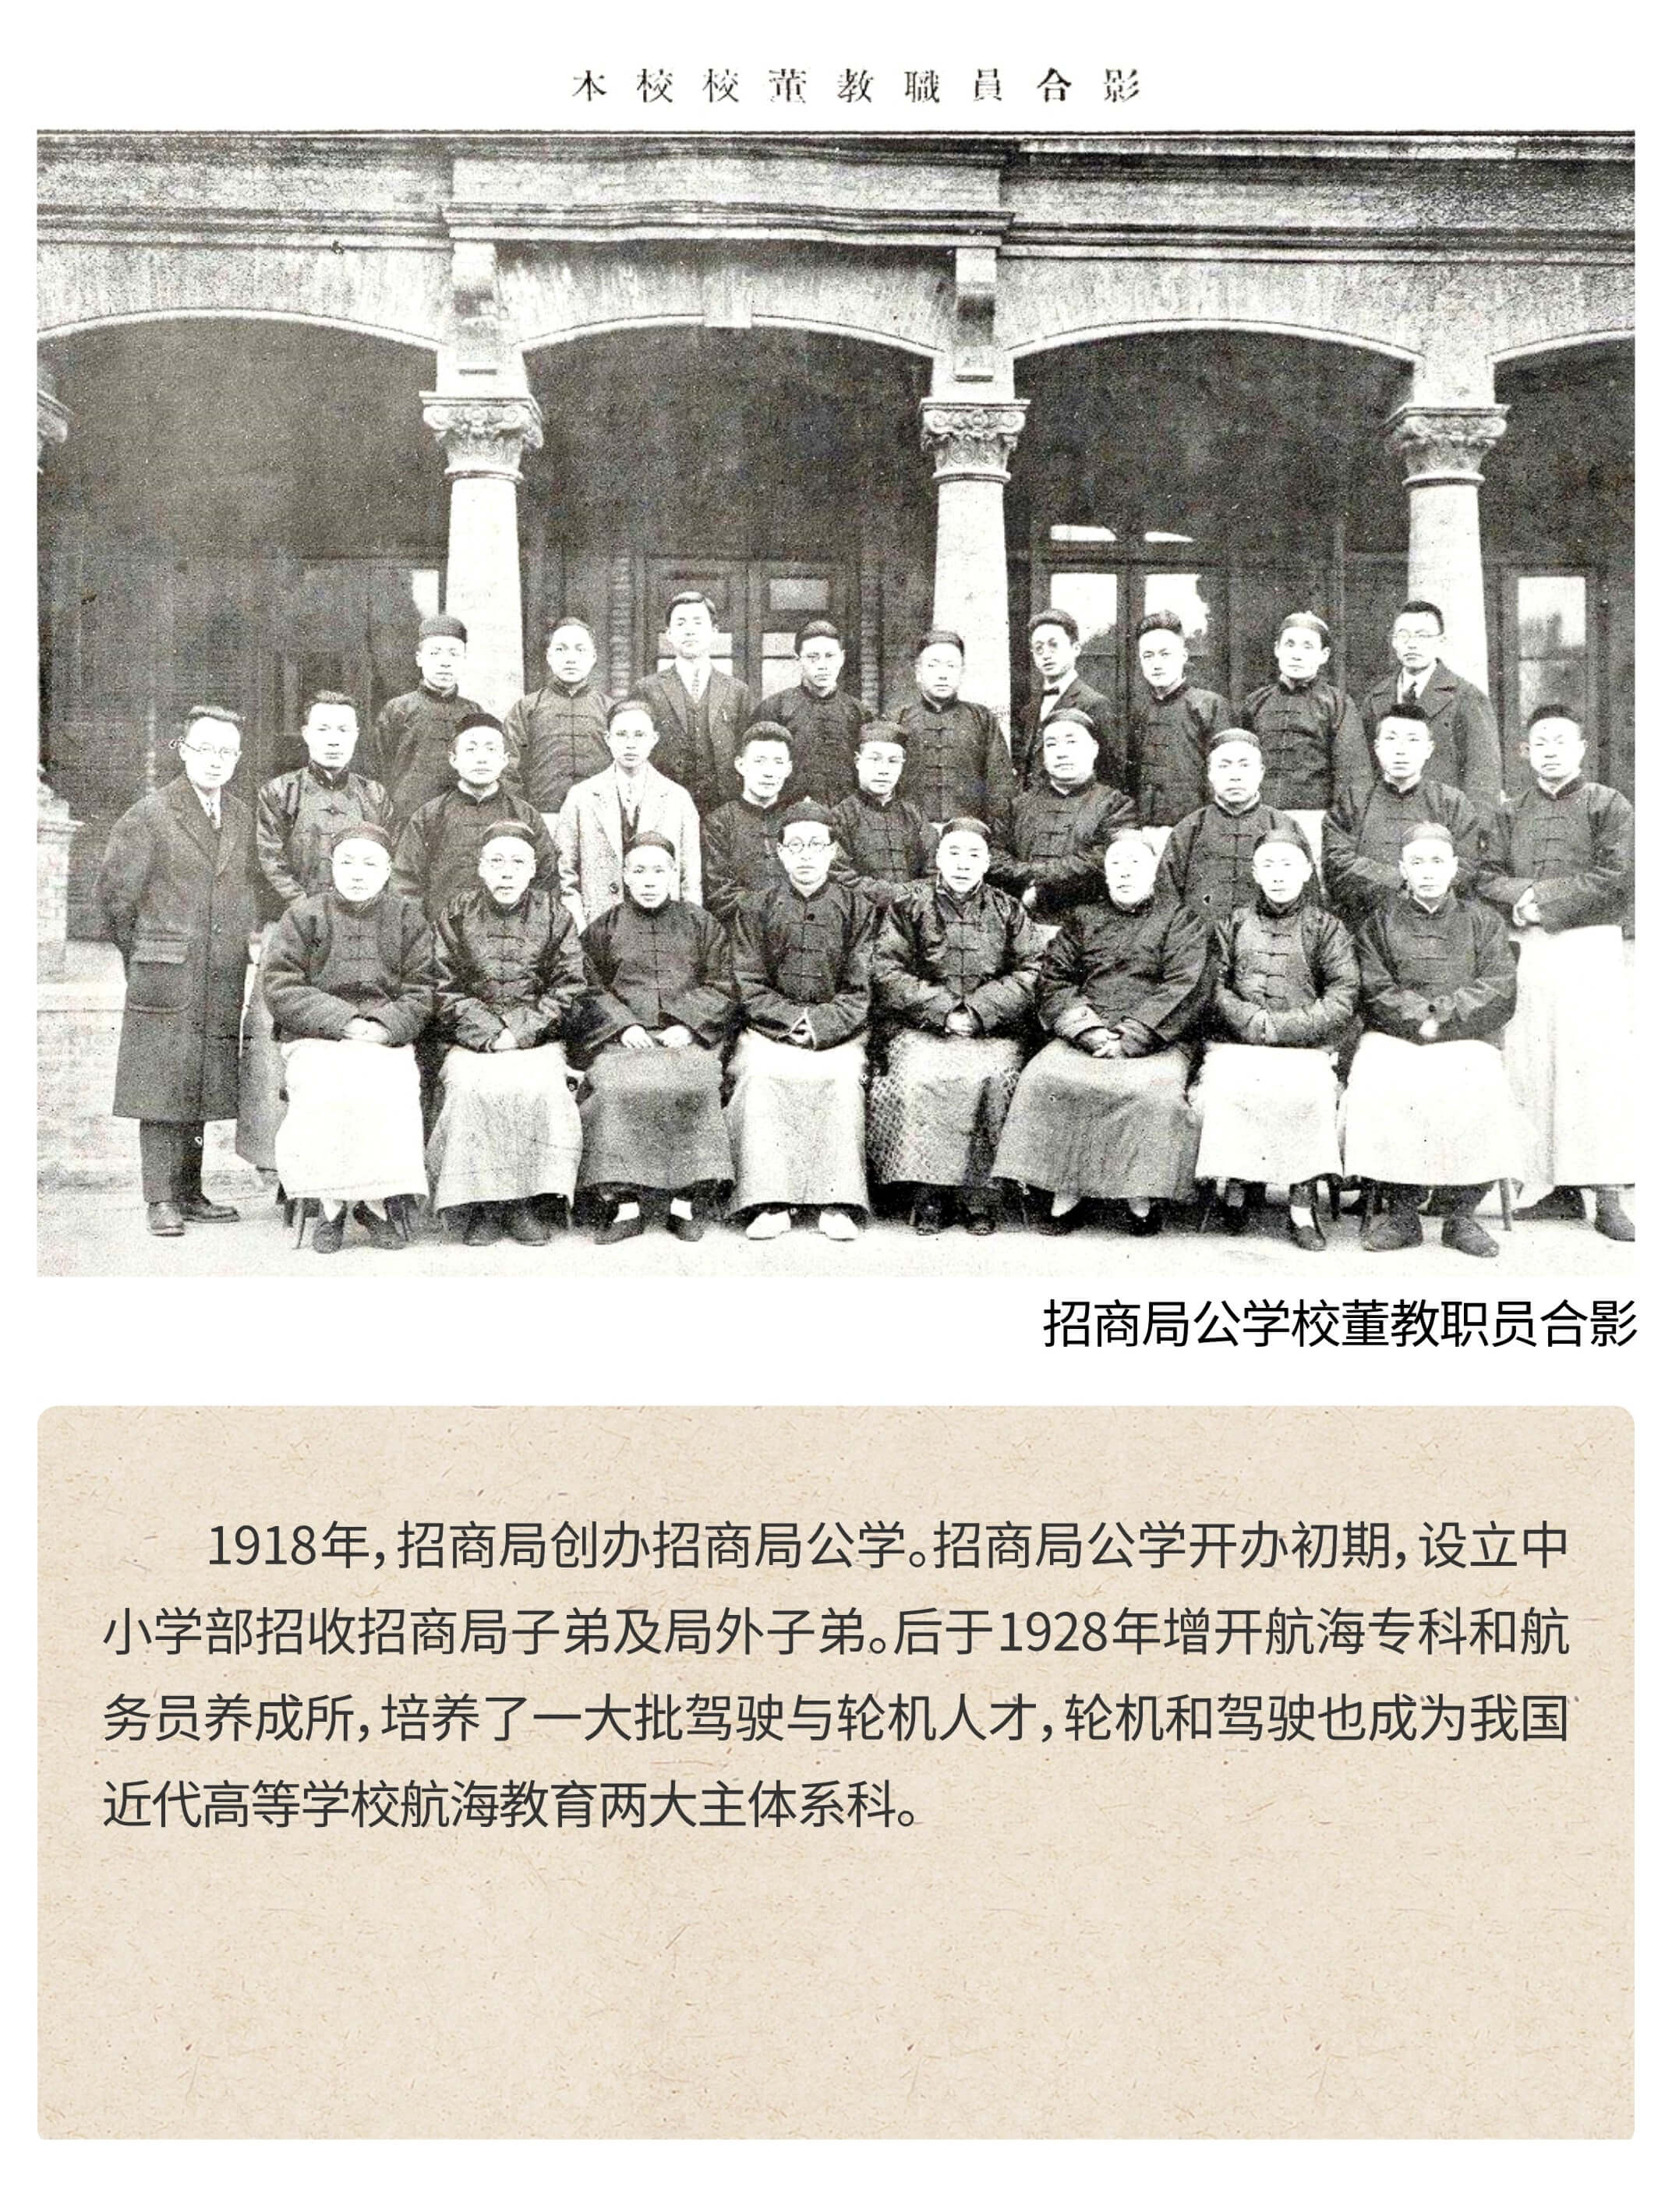 本校校董教職員合影
招商局公学校董教职员合影
1918年，招商局创办招商局公学。招商局公学开办初期，设立中
小学部招收招商局子弟及局外子弟。后于1928年增开航海专科和航
务员养成所，培养了一大批驾驶与轮机人才，轮机和驾驶也成为我国
近代高等学校航海教育两大主体系科。